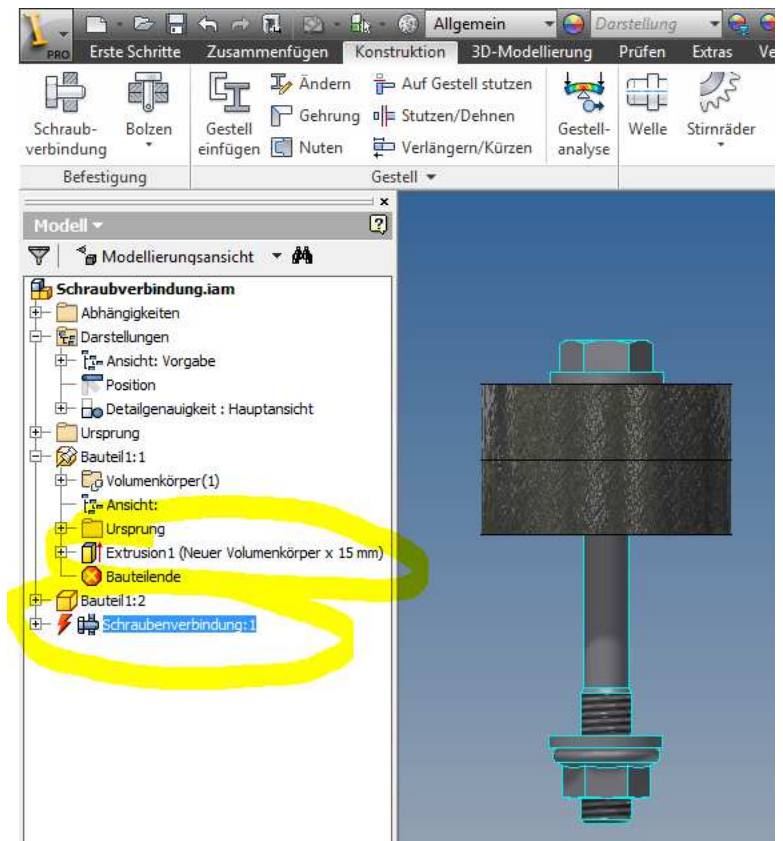 Allgemein Darstellung
PRO Erste Schritte Zusammenfügen Konstruktion 3D-Modellierung Prüfen Extras Ve
Schraub-
verbindung
Bolzen
Gestell
einfügen
Ändern
Gehrung
Nuten
Auf Gestell stutzen
Stutzen/Dehnen
Verlängern/Kürzen
Gestell-
analyse
Welle
Stirnräder
Befestigung Gestell
Modell
Modellierungsansicht
Schraubverbindung.iam
Abhängigkeiten
Darstellungen
Ansicht: Vorgabe
Position
Detailgenauigkeit : Hauptansicht
Ursprung
Bauteil1:1
Volumenkörper(1)
Ansicht:
Ursprung
Extrusion1 (Neuer Volumenkörper x 15 mm)
Bauteilende
Bauteil1:2
Schraubenverbindung:1